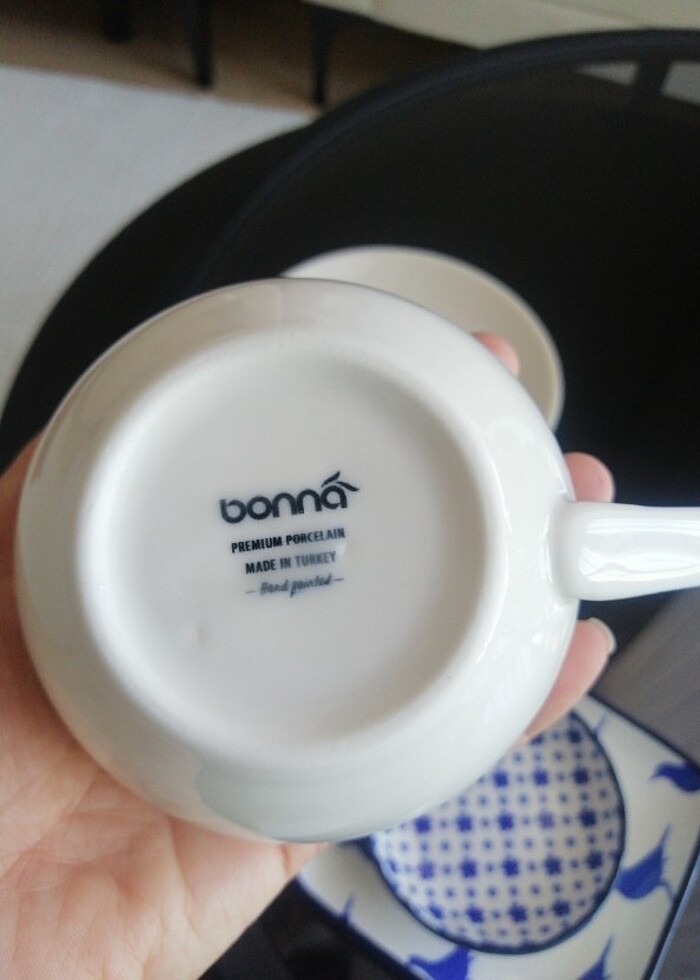 bonna
PREMIUM PORCELAIN
MADE IN TURKEY
— Hand painted —